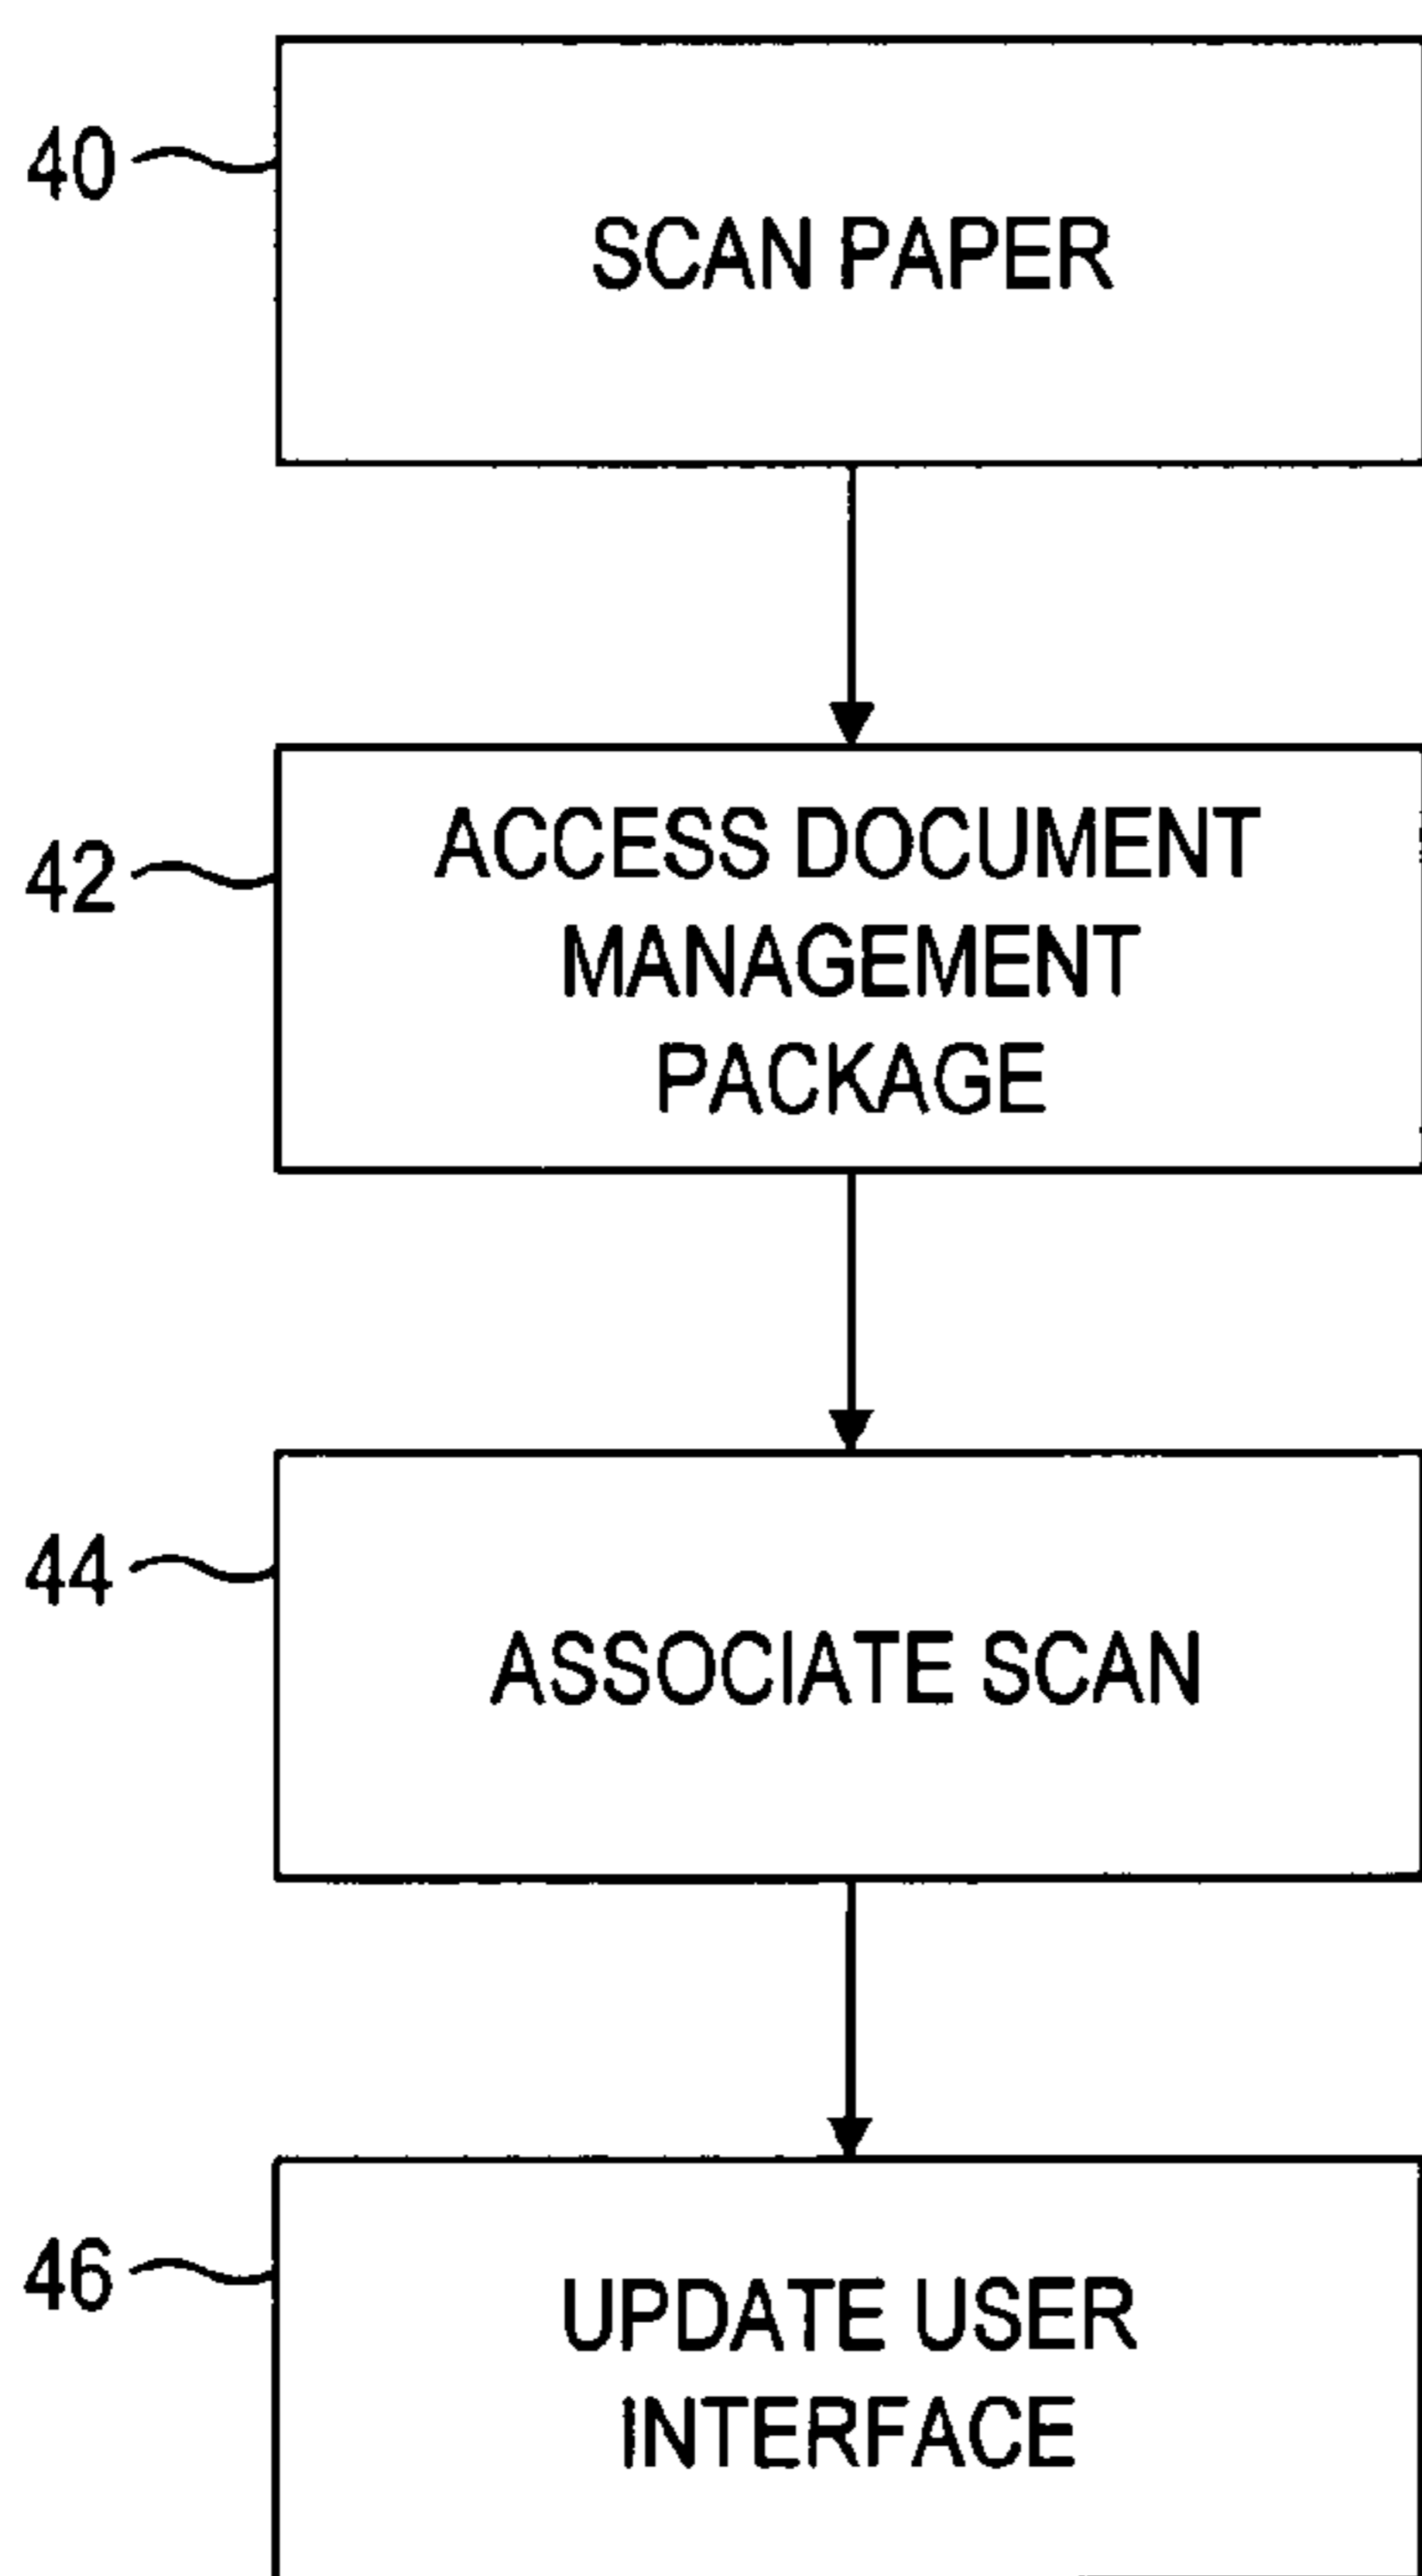 40
SCAN PAPER
42
ACCESS DOCUMENT
MANAGEMENT
PACKAGE
44
ASSOCIATE SCAN
46
UPDATE USER
INTERFACE